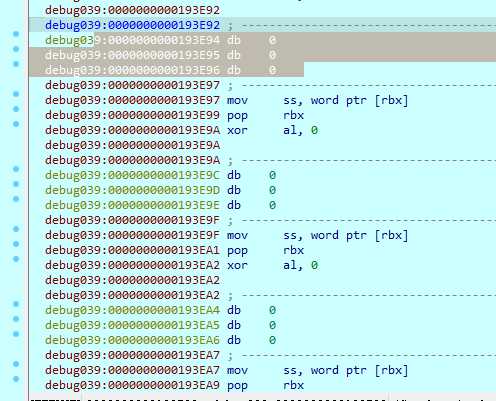 debug039:0000000000193E92
debug039:0000000000193E92 ; ---------------------------------
debug039:0000000000193E94 db 0
debug039:0000000000193E95 db 0
debug039:0000000000193E96 db 0
debug039:0000000000193E97 ; ---------------------------------
debug039:0000000000193E97 mov ss, word ptr [rbx]
debug039:0000000000193E99 pop rbx
debug039:0000000000193E9A xor al, 0
debug039:0000000000193E9A
debug039:0000000000193E9A ; ---------------------------------
debug039:0000000000193E9C db 0
debug039:0000000000193E9D db 0
debug039:0000000000193E9E db 0
debug039:0000000000193E9F ; ---------------------------------
debug039:0000000000193E9F mov ss, word ptr [rbx]
debug039:0000000000193EA1 pop rbx
debug039:0000000000193EA2 xor al, 0
debug039:0000000000193EA2
debug039:0000000000193EA2 ; ---------------------------------
debug039:0000000000193EA4 db 0
debug039:0000000000193EA5 db 0
debug039:0000000000193EA6 db 0
debug039:0000000000193EA7 ; ---------------------------------
debug039:0000000000193EA7 mov ss, word ptr [rbx]
debug039:0000000000193EA9 pop rbx